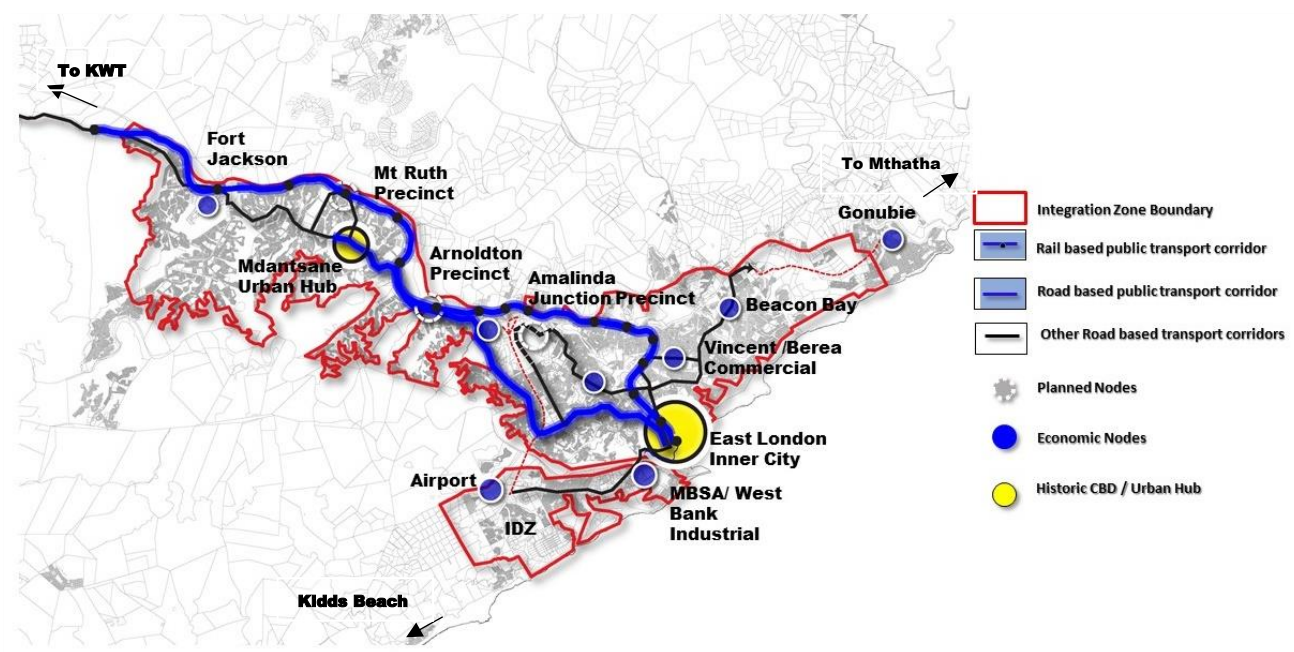 To KWT
Fort
Jackson
Mt Ruth
Precinct
To Mthatha
Gonubie
Mdantsane
Urban Hub
Arnoldton
Precinct
Amalinda
Junction Precinct
Beacon Bay
Vincent /Berea
Commercial
East London
Inner City
Airport
MBSA/ West
Bank
Industrial
IDZ
Kidds Beach
Integration Zone Boundary
Rail based public transport corridor
Road based public transport corridor
Other Road based transport corridors
Planned Nodes
Economic Nodes
Historic CBD / Urban Hub